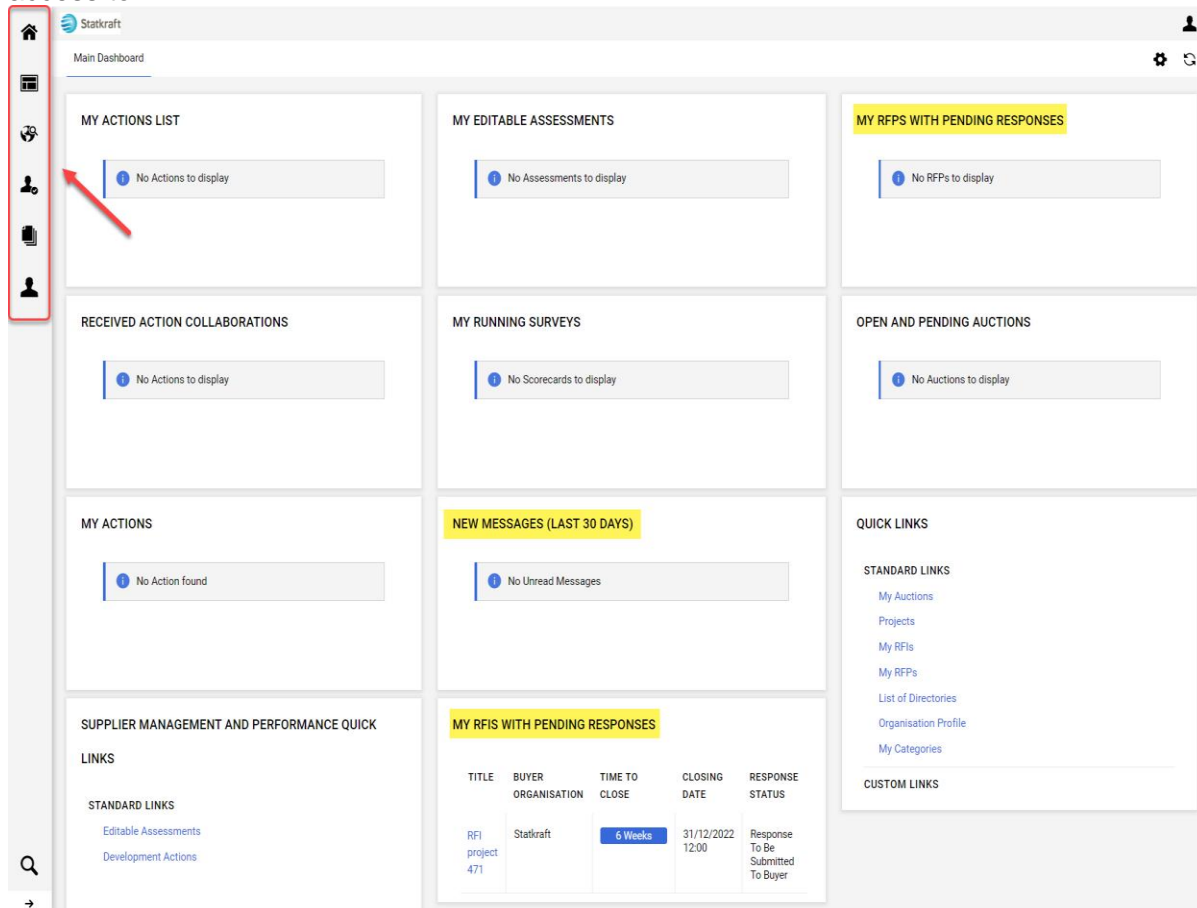 Statkraft
Main Dashboard
MY ACTIONS LIST
No Actions to display
MY EDITABLE ASSESSMENTS
No Assessments to display
MY RFPS WITH PENDING RESPONSES
No RFPs to display
RECEIVED ACTION COLLABORATIONS
No Actions to display
MY RUNNING SURVEYS
No Scorecards to display
OPEN AND PENDING AUCTIONS
No Auctions to display
MY ACTIONS
No Action found
NEW MESSAGES (LAST 30 DAYS)
No Unread Messages
QUICK LINKS
STANDARD LINKS
My Auctions
Projects
My RFIs
My RFPs
List of Directories
Organisation Profile
My Categories
CUSTOM LINKS
SUPPLIER MANAGEMENT AND PERFORMANCE QUICK
LINKS
STANDARD LINKS
Editable Assessments
Development Actions
MY RFIS WITH PENDING RESPONSES
TITLE BUYER TIME TO CLOSING RESPONSE
ORGANISATION CLOSE DATE STATUS
RFI Statkraft 6 Weeks 31/12/2022 Response
project 12:00 To Be
471 Submitted
To Buyer